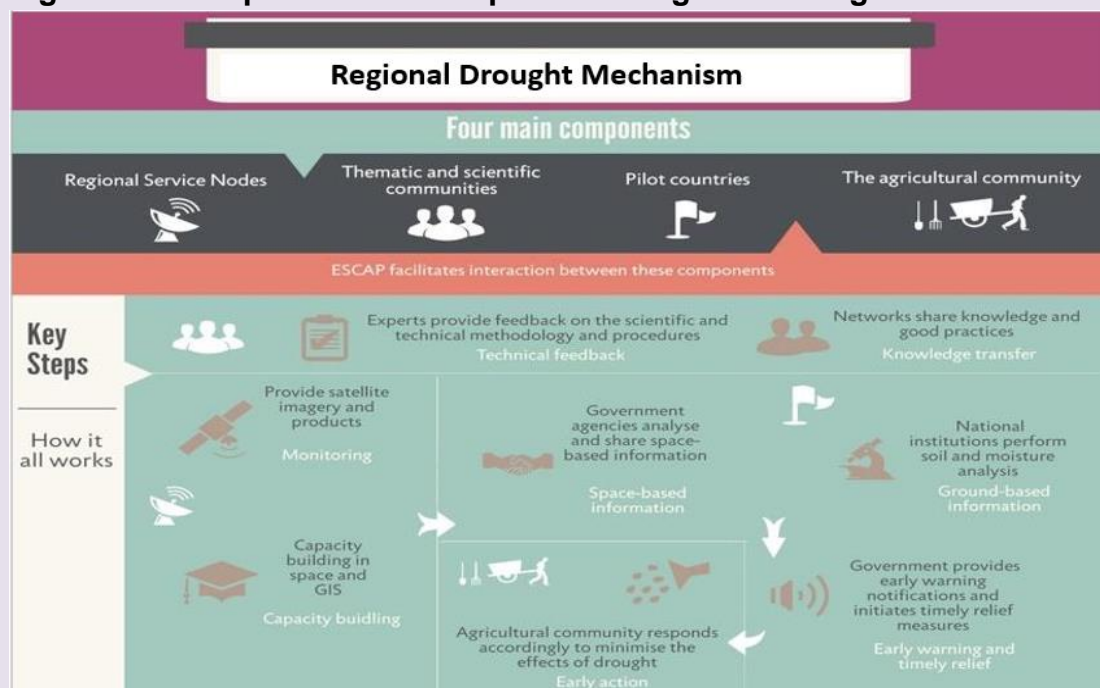 Regional Drought Mechanism
Four main components
Regional Service Nodes
Thematic and scientific
communities
Pilot countries
The agricultural community
ESCAP facilitates interaction between these components
Key
Steps
Experts provide feedback on the scientific and
technical methodology and procedures
Technical feedback
Networks share knowledge and
good practices
Knowledge transfer
How it
all works
Provide satellite
imagery and
products
Monitoring
Government
agencies analyse
and share space-
based information
Space-based
information
National
institutions perform
soil and moisture
analysis
Ground-based
information
Capacity
building in
space and
GIS
Capacity buidling
Agricultural community responds
accordingly to minimise the
effects of drought
Early action
Government provides
early warning
notifications and
initiates timely relief
measures
Early warning and
timely relief